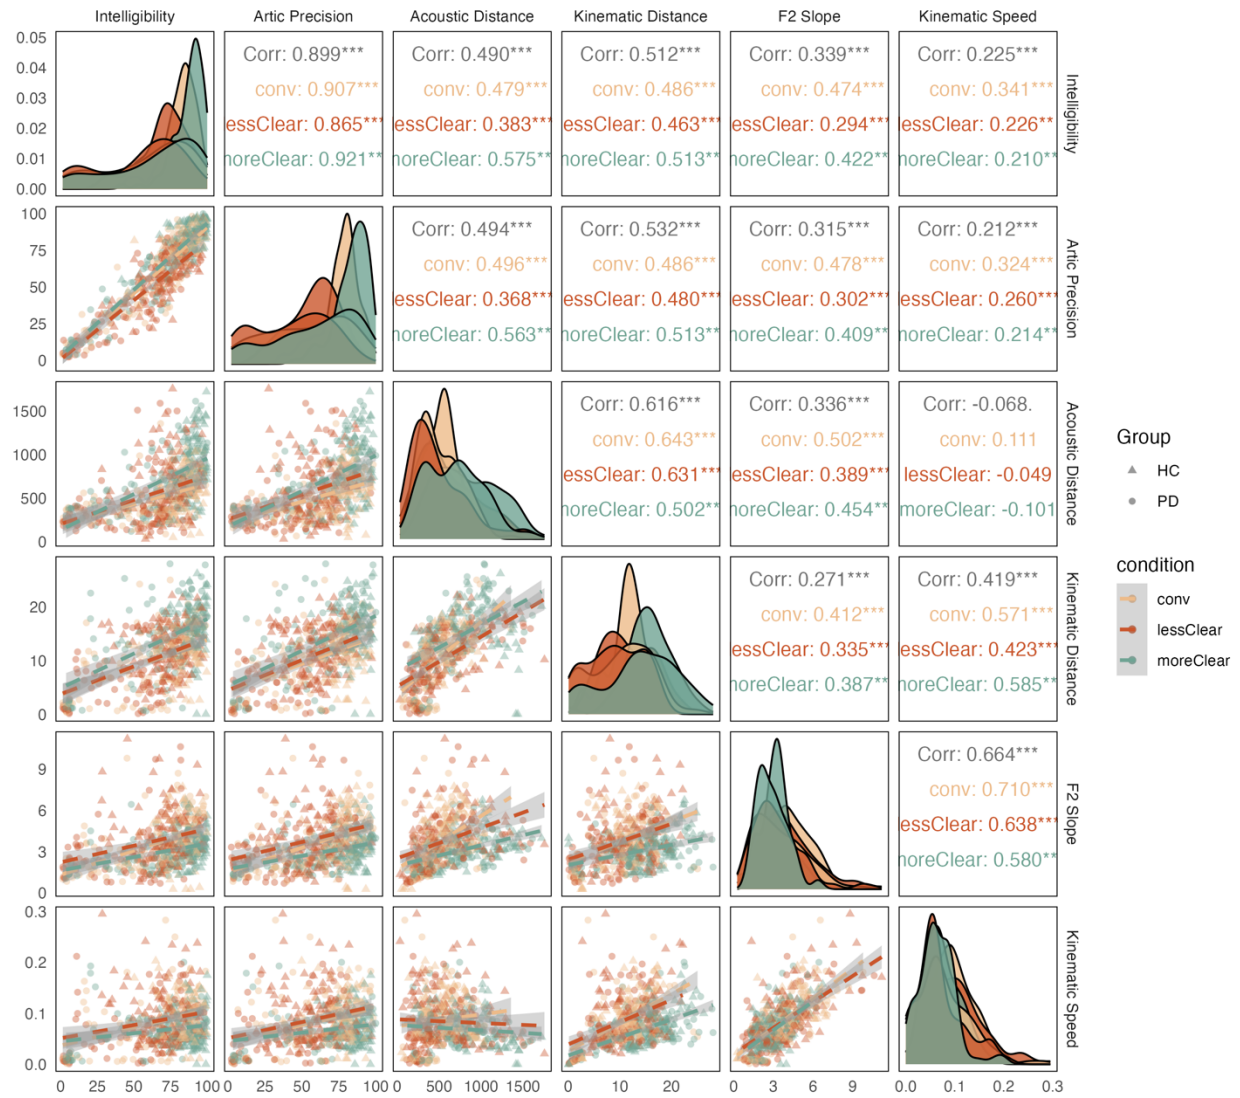 Intelligibility Artic Precision Acoustic Distance Kinematic Distance F2 Slope Kinematic Speed
0.05
0.04
0.03
0.02
0.01
0.00
Corr: 0.899***
conv: 0.907***
essClear: 0.865***
noreClear: 0.921**
Corr: 0.490***
conv: 0.479***
essClear: 0.383***
noreClear: 0.575**
Corr: 0.512***
conv: 0.486***
essClear: 0.463***
noreClear: 0.513**
Corr: 0.339***
conv: 0.474***
essClear: 0.294***
noreClear: 0.422**
Corr: 0.225***
conv: 0.341***
lessClear: 0.226**
noreClear: 0.210**
Intelligibility
100
75
50
25
0
Corr: 0.494***
conv: 0.496***
lessClear: 0.368***
noreClear: 0.563**
Corr: 0.532***
conv: 0.486***
essClear: 0.480***
noreClear: 0.513**
Corr: 0.315***
conv: 0.478***
essClear: 0.302***
noreClear: 0.409**
Corr: 0.212***
conv: 0.324***
essClear: 0.260***
noreClear: 0.214**
Artic Precision
1500
1000
500
0
Corr: 0.616***
conv: 0.643***
lessClear: 0.631***
noreClear: 0.502**
Corr: 0.336***
conv: 0.502***
essClear: 0.389***
noreClear: 0.454**
Corr: -0.068.
conv: 0.111
lessClear: -0.049
moreClear: -0.101
Acoustic Distance
20
10
0
Corr: 0.271***
conv: 0.412***
essClear: 0.335***
noreClear: 0.387**
Corr: 0.419***
conv: 0.571***
essClear: 0.423***
noreClear: 0.585**
Kinematic Distance
9
6
3
0
Corr: 0.664***
conv: 0.710***
essClear: 0.638***
noreClear: 0.580**
F2 Slope
0.3
0.2
0.1
0.0
Kinematic Speed
0 25 50 75 100
25 50 75 100
0 500 1000 1500
0 10 20
0 3 6 9
0.0 0.1 0.2 0.3
Group
HC
PD
condition
conv
lessClear
moreClear